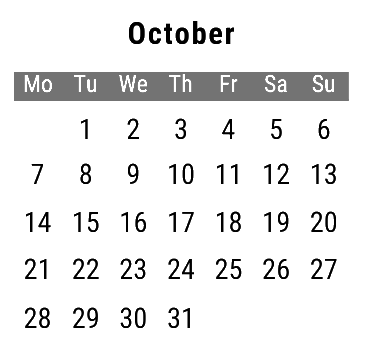 October
Mo Tu We Th Fr Sa Su
1 2 3 4 5 6
7 8 9 10 11 12 13
14 15 16 17 18 19 20
21 22 23 24 25 26 27
28 29 30 31